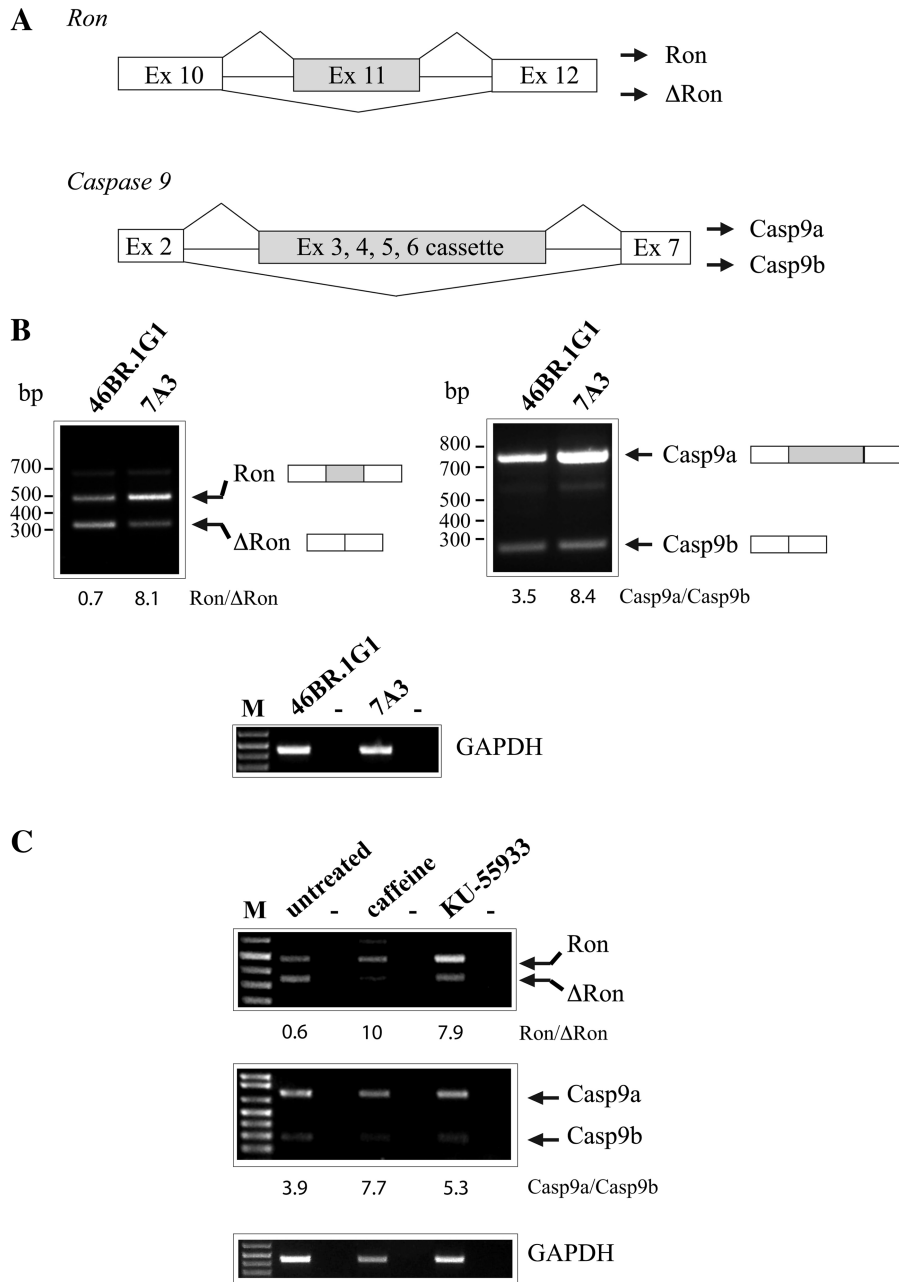 A
Ron
Ex 10 Ex 11 Ex 12
Ron
ΔRon
Caspase 9
Ex 2 Ex 3, 4, 5, 6 cassette Ex 7
Casp9a
Casp9b
B
bp 46BR.1G1 7A3
700
500
400
300
Ron
ΔRon
0.7 8.1 Ron/ΔRon
bp 46BR.1G1 7A3
800
700
500
400
300
Casp9a
Casp9b
3.5 8.4 Casp9a/Casp9b
M 46BR.1G1 - 7A3 -
GAPDH
C
M untreated - caffeine - KU-55933 -
Ron
ΔRon
0.6 10 7.9 Ron/ΔRon
Casp9a
Casp9b
3.9 7.7 5.3 Casp9a/Casp9b
GAPDH